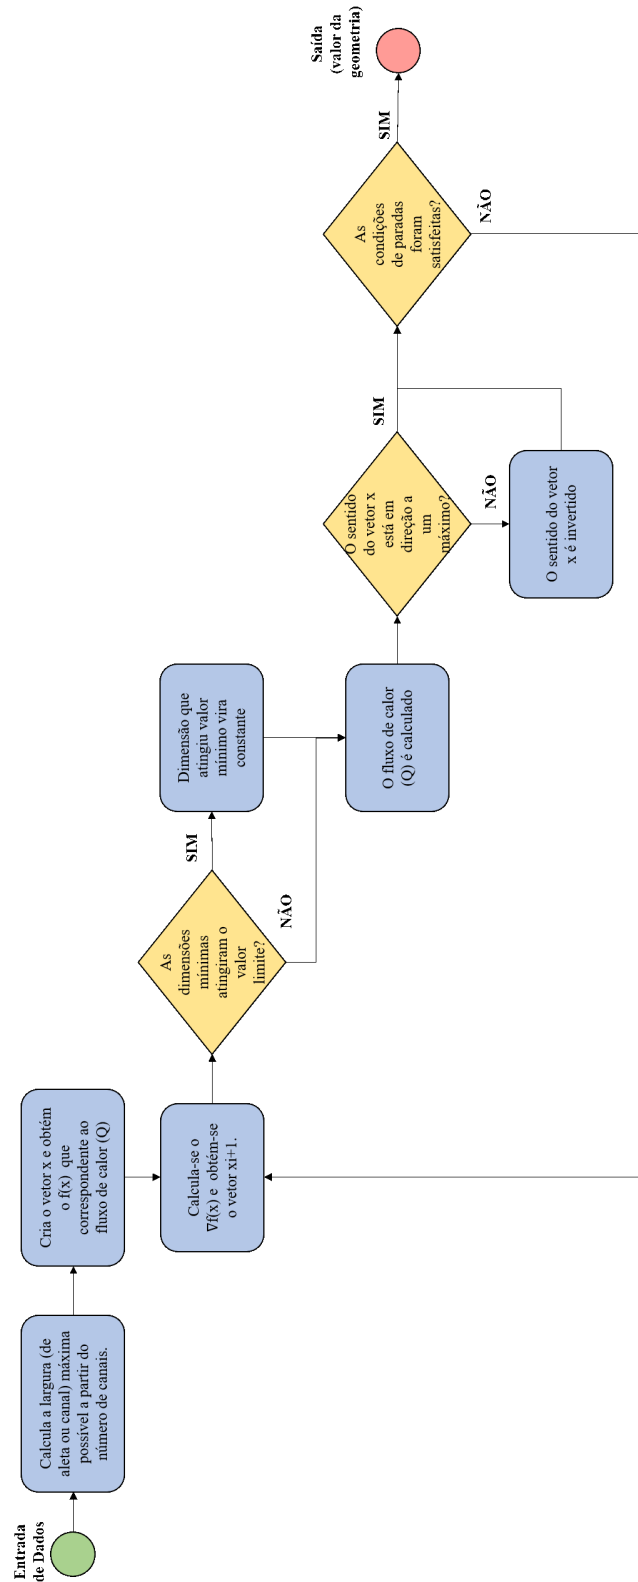 Entrada
de Dados
Calcula a largura (de
aleta ou canal) máxima
possível a partir do
número de canais.
Cria o vetor x e obtém
o f(x) que
correspondente ao
fluxo de calor (Q)
Calcula-se o
∇f(x) e obtém-se
o vetor xi+1.
As
dimensões
mínimas
atingiram o
valor
limite?
SIM
NÃO
Dimensão que
atingiu valor
mínimo vira
constante
O fluxo de calor
(Q) é calculado
O sentido
do vetor x
está em
direção a
um
máximo?
SIM
NÃO
O sentido do vetor
x é invertido
As
condições
de paradas
foram
satisfeitas?
SIM
NÃO
Saída
(valor da
geometria)